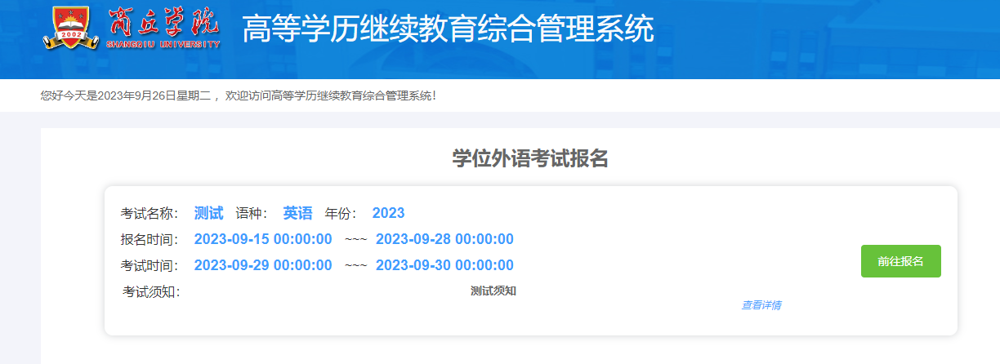 2002
商丘学院
SHANGQIU UNIVERSITY
高等学历继续教育综合管理系统
您好今天是2023年9月26日星期二 ，欢迎访问高等学历继续教育综合管理系统！
学位外语考试报名
考试名称： 测试 语种： 英语 年份： 2023
报名时间： 2023-09-15 00:00:00 ~~~ 2023-09-28 00:00:00
考试时间： 2023-09-29 00:00:00 ~~~ 2023-09-30 00:00:00
前往报名
考试须知： 测试须知
查看详情